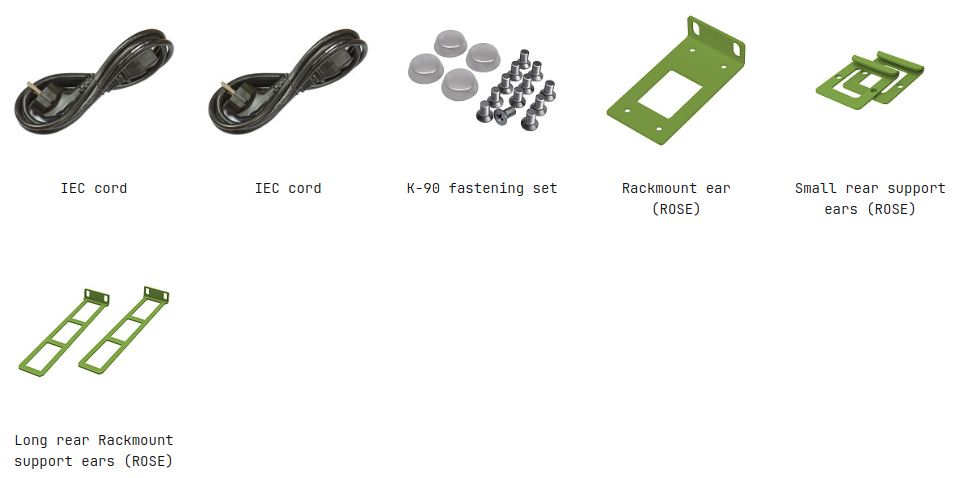 IEC cord
IEC cord
K-90 fastening set
Rackmount ear
(ROSE)
Small rear support
ears (ROSE)
Long rear Rackmount
support ears (ROSE)